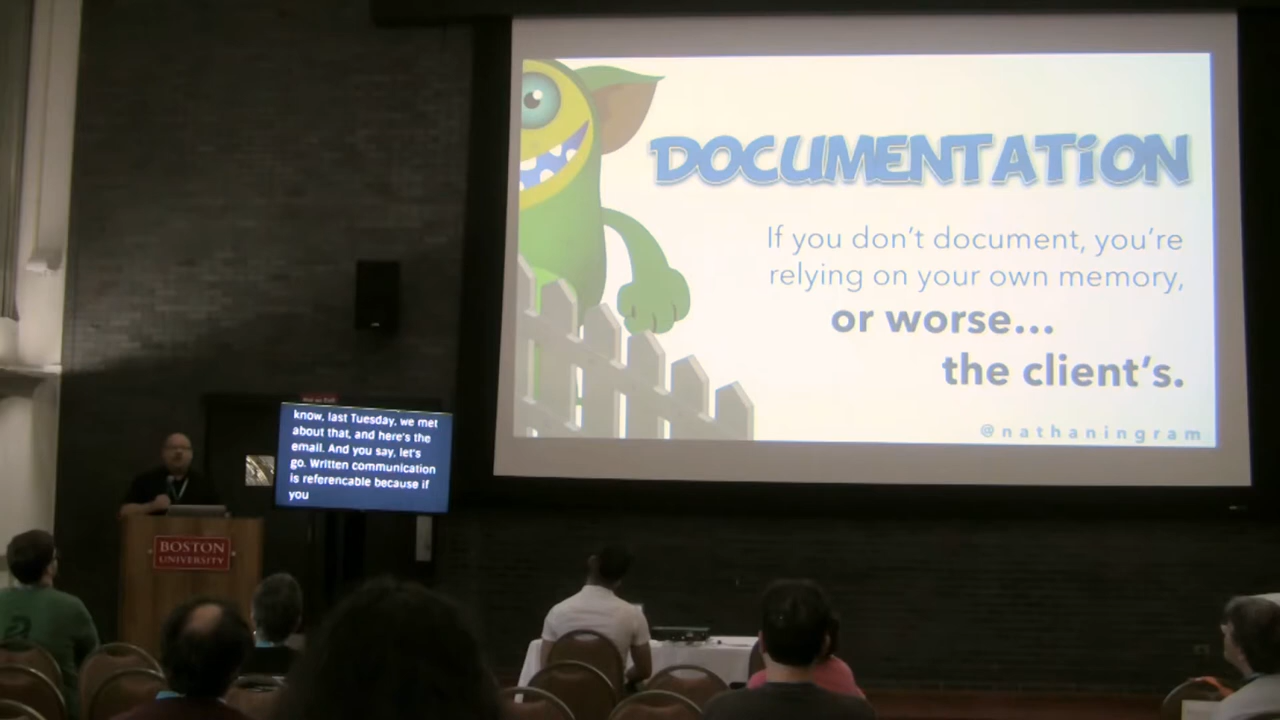 DOCUMENTATiON
If you don't document, you're
relying on your own memory,
or worse...
the client's.
@nathaningram
know, last Tuesday, we met
about that, and here's the
email. And you say, let's
go. Written communication
is referencable because if
you
BOSTON
UNIVERSITY